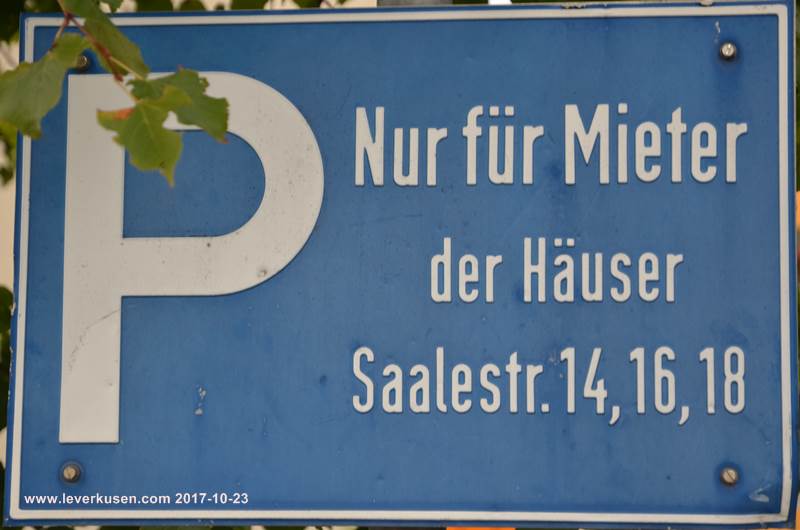 P
Nur für Mieter
der Häuser
Saalestr. 14, 16, 18
www.leverkusen.com 2017-10-23